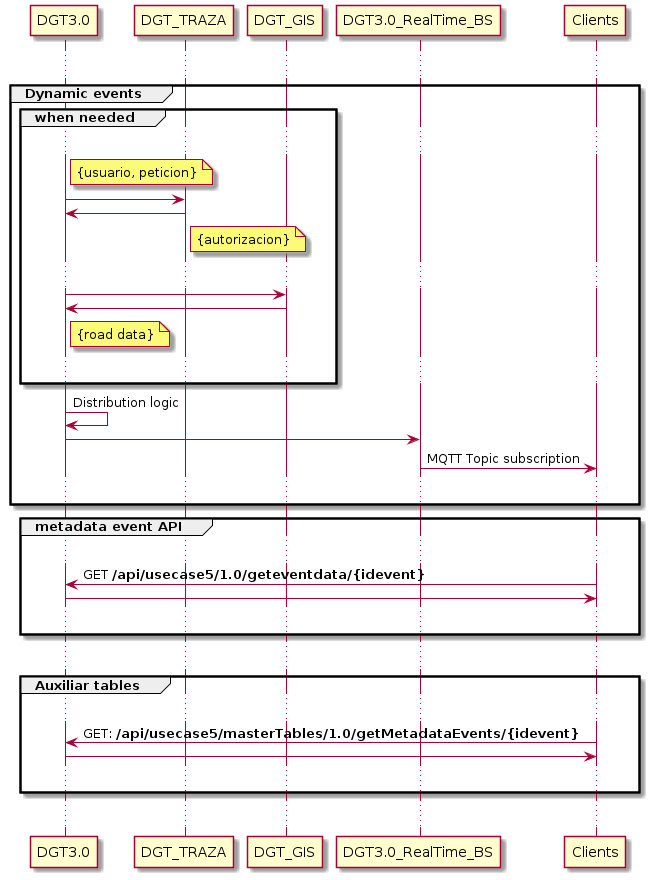 DGT3.0 DGT_TRAZA DGT_GIS DGT3.0_RealTime_BS Clients
Dynamic events
when needed
{usuario, peticion}
{autorizacion}
{road data}
Distribution logic
MQTT Topic subscription
metadata event API
GET /api/usecase5/1.0/geteventdata/{idevent}
Auxiliar tables
GET: /api/usecase5/masterTables/1.0/getMetadataEvents/{idevent}
DGT3.0 DGT_TRAZA DGT_GIS DGT3.0_RealTime_BS Clients